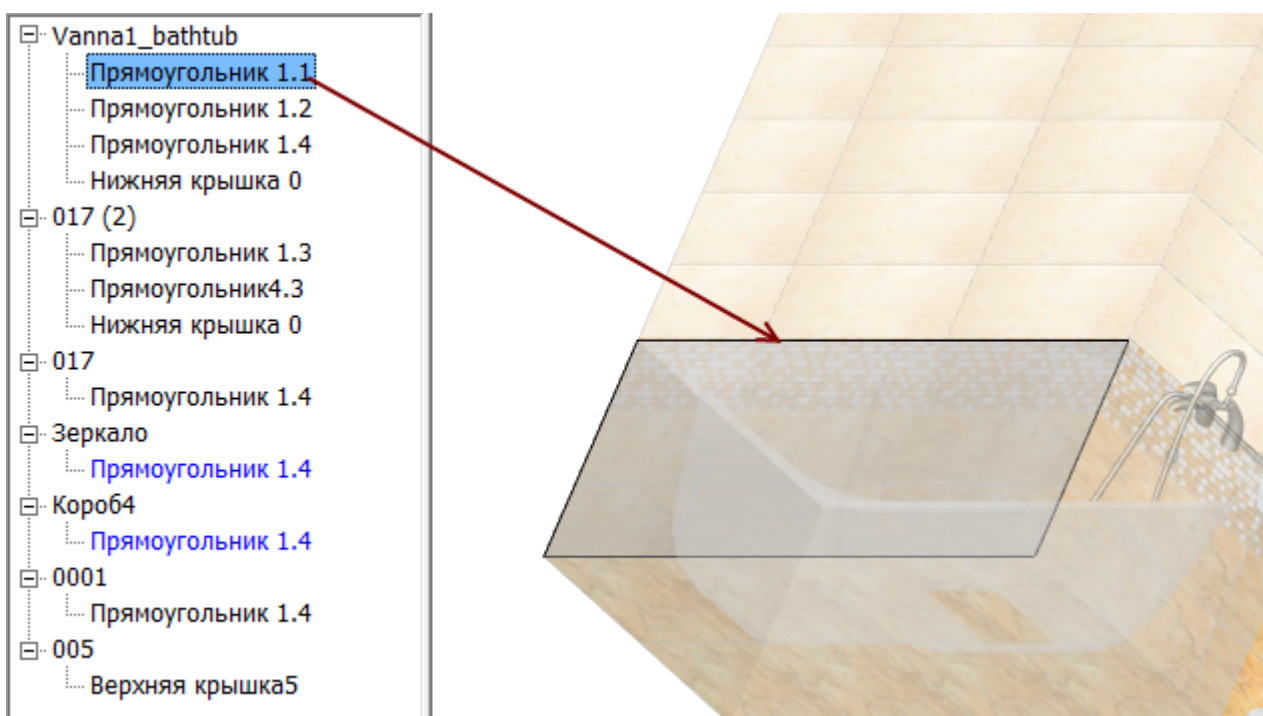 Vanna1_bathtub
Прямоугольник 1.1
Прямоугольник 1.2
Прямоугольник 1.4
Нижняя крышка 0
017 (2)
Прямоугольник 1.3
Прямоугольник4.3
Нижняя крышка 0
017
Прямоугольник 1.4
Зеркало
Прямоугольник 1.4
Короб4
Прямоугольник 1.4
0001
Прямоугольник 1.4
005
Верхняя крышка5